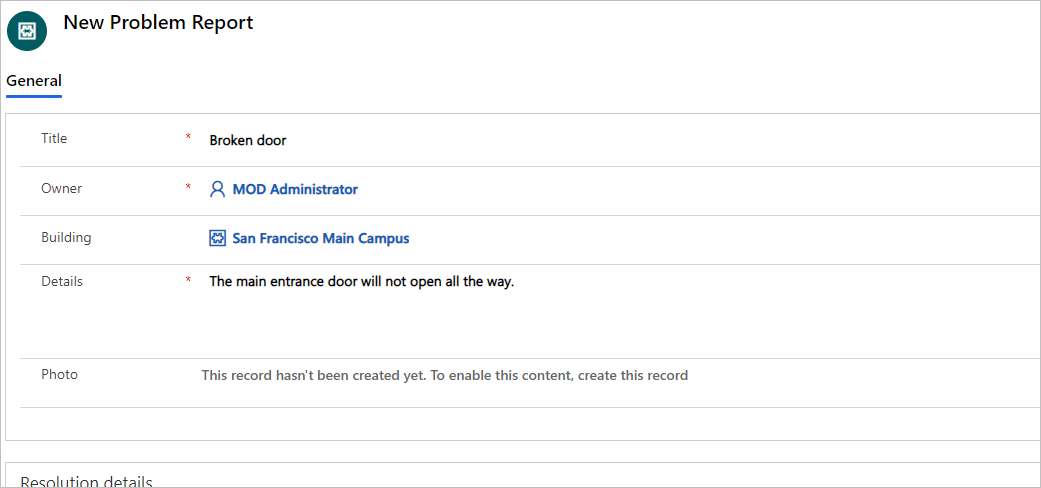 New Problem Report
General
Title * Broken door
Owner * MOD Administrator
Building San Francisco Main Campus
Details * The main entrance door will not open all the way.
Photo This record hasn't been created yet. To enable this content, create this record
Resolution details